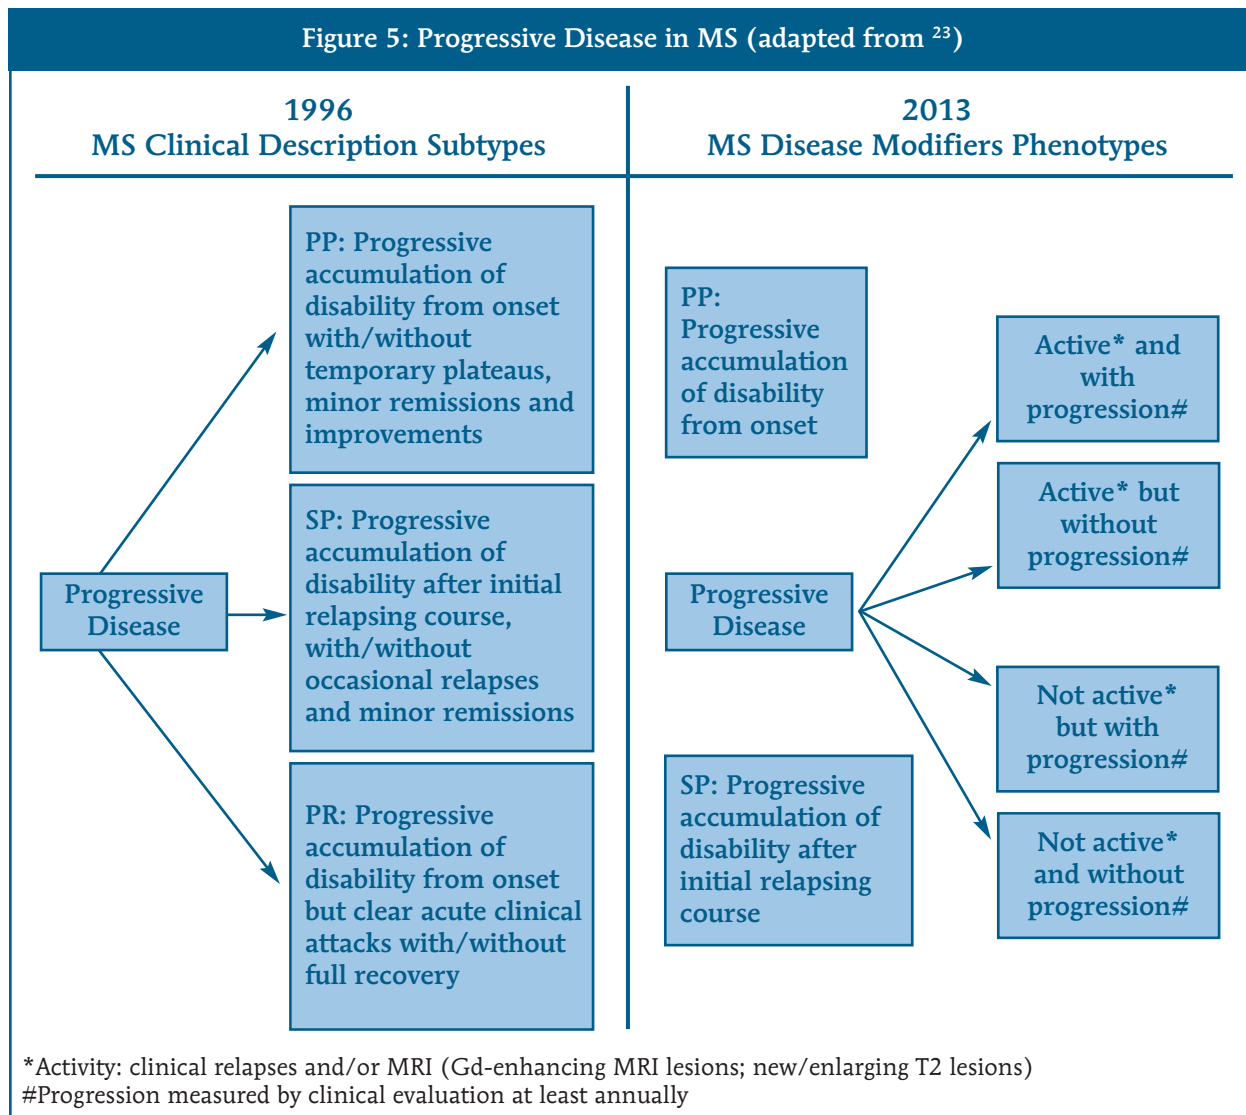 Figure 5: Progressive Disease in MS (adapted from 23)
1996
MS Clinical Description Subtypes
Progressive
Disease
PP: Progressive
accumulation of
disability from onset
with/without
temporary plateaus,
minor remissions and
improvements
SP: Progressive
accumulation of
disability after initial
relapsing course,
with/without
occasional relapses
and minor remissions
PR: Progressive
accumulation of
disability from onset
but clear acute clinical
attacks with/without
full recovery
2013
MS Disease Modifiers Phenotypes
PP:
Progressive
accumulation
of disability
from onset
Progressive
Disease
SP: Progressive
accumulation of
disability after
initial relapsing
course
Active* and
with
progression#
Active* but
without
progression#
Not active*
but with
progression#
Not active*
and without
progression#
*Activity: clinical relapses and/or MRI (Gd-enhancing MRI lesions; new/enlarging T2 lesions)
#Progression measured by clinical evaluation at least annually